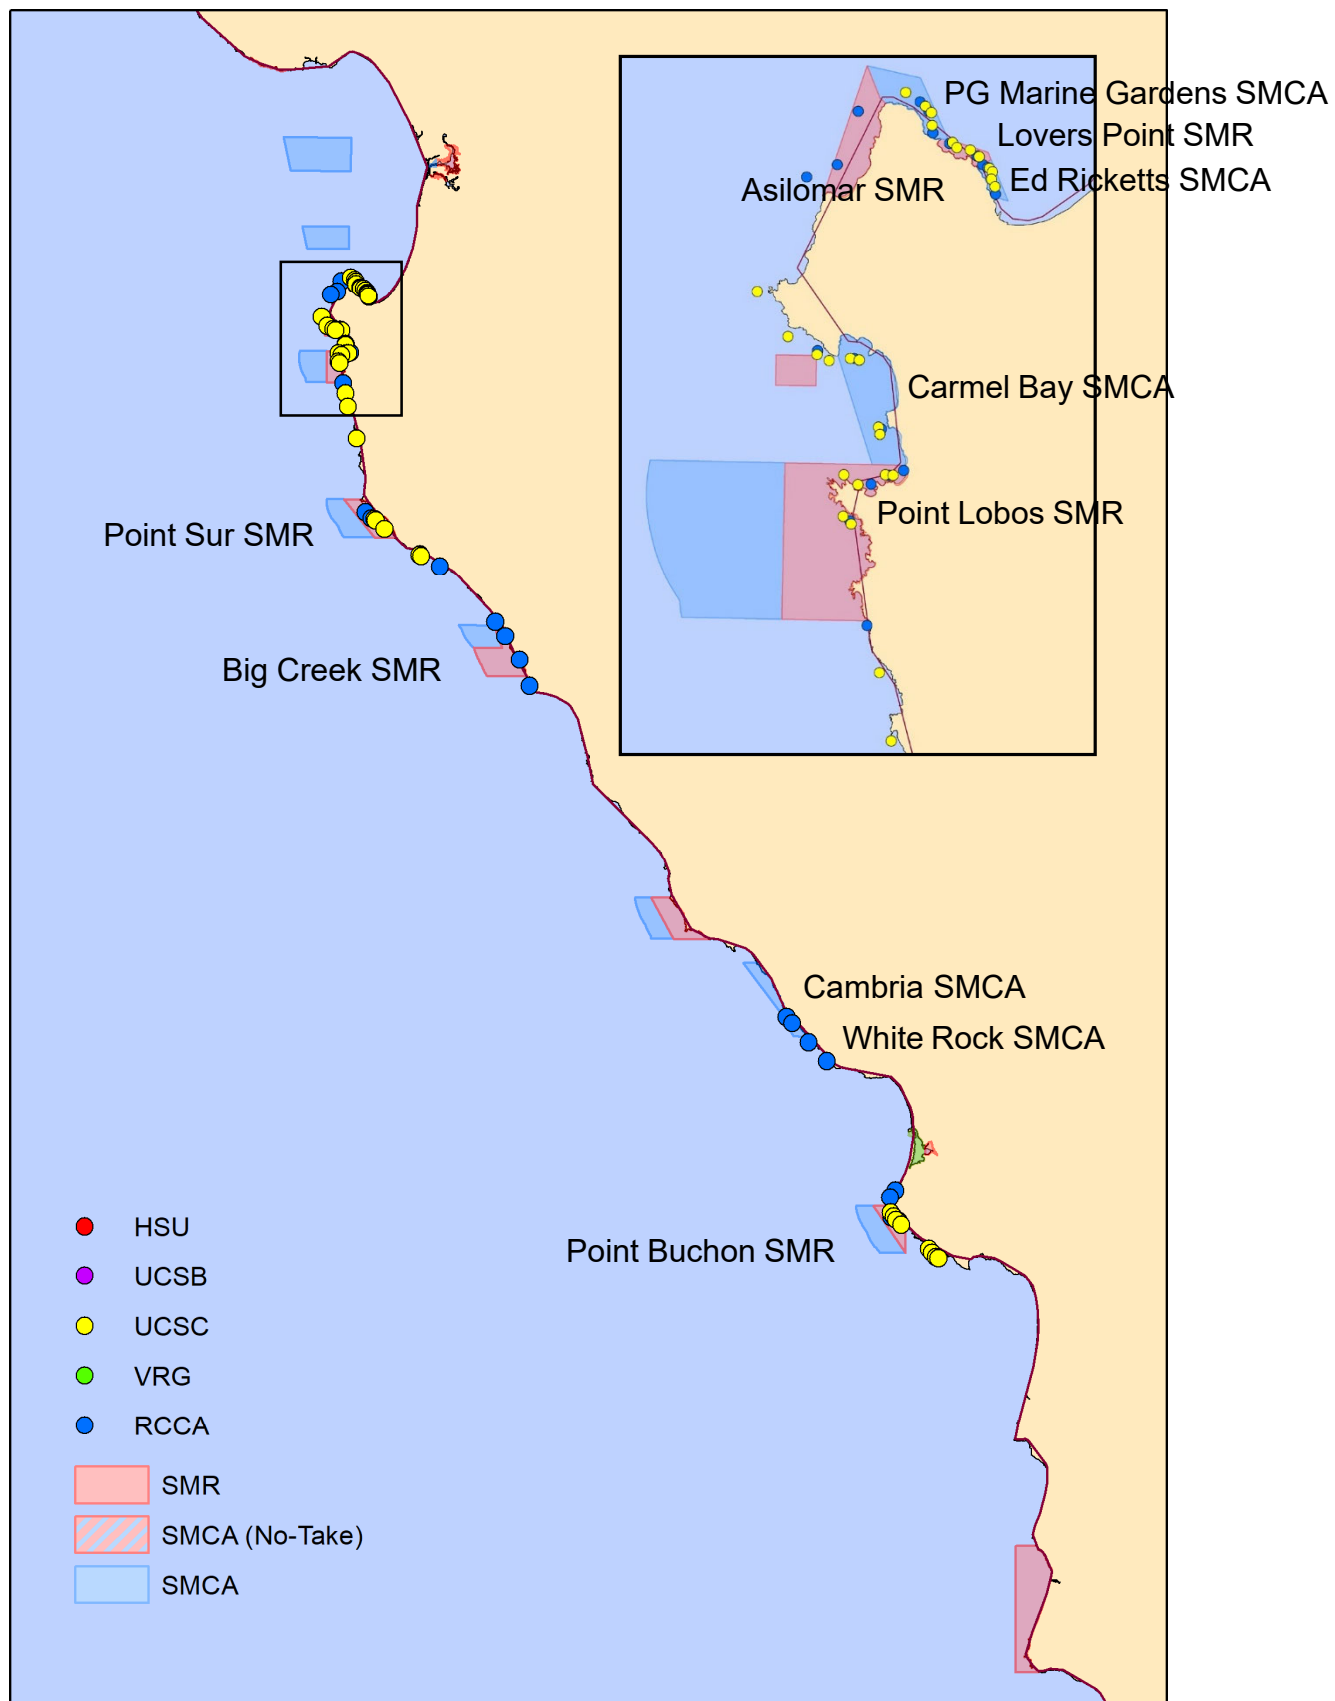 PG Marine Gardens SMCA
Lovers Point SMR
Ed Ricketts SMCA
Asilomar SMR
Carmel Bay SMCA
Point Lobos SMR
Point Sur SMR
Big Creek SMR
Cambria SMCA
White Rock SMCA
Point Buchon SMR
HSU
UCSB
UCSC
VRG
RCCA
SMR
SMCA (No-Take)
SMCA